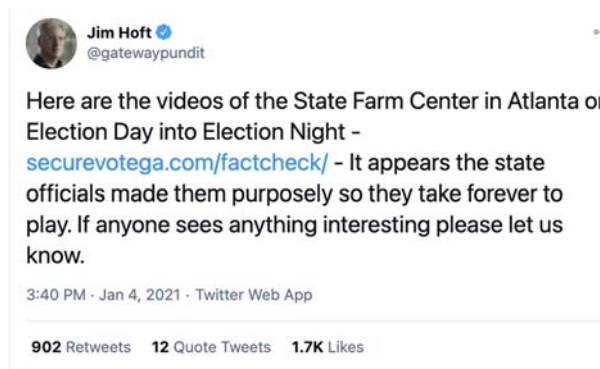 Jim Hoft
@gatewaypundit
Here are the videos of the State Farm Center in Atlanta
Election Day into Election Night -
securevotega.com/factcheck/ - It appears the state
officials made them purposely so they take forever to
play. If anyone sees anything interesting please let us
know.
3:40 PM · Jan 4, 2021 · Twitter Web App
902 Retweets 12 Quote Tweets 1.7K Likes